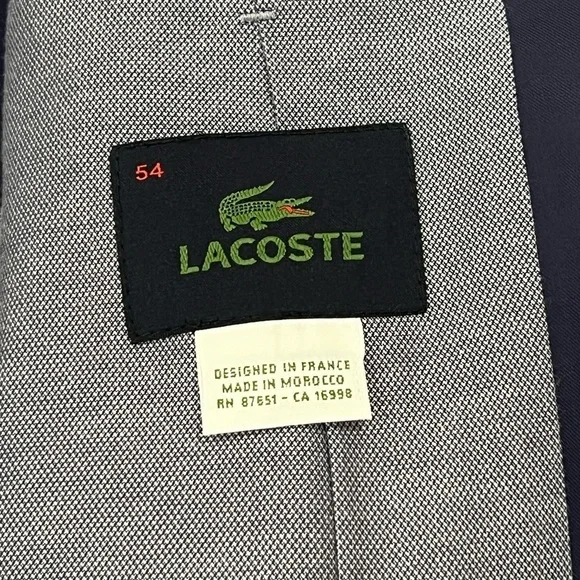 54
LACOSTE
DESIGNED IN FRANCE
MADE IN MOROCCO
RN 87651 - CA 16998